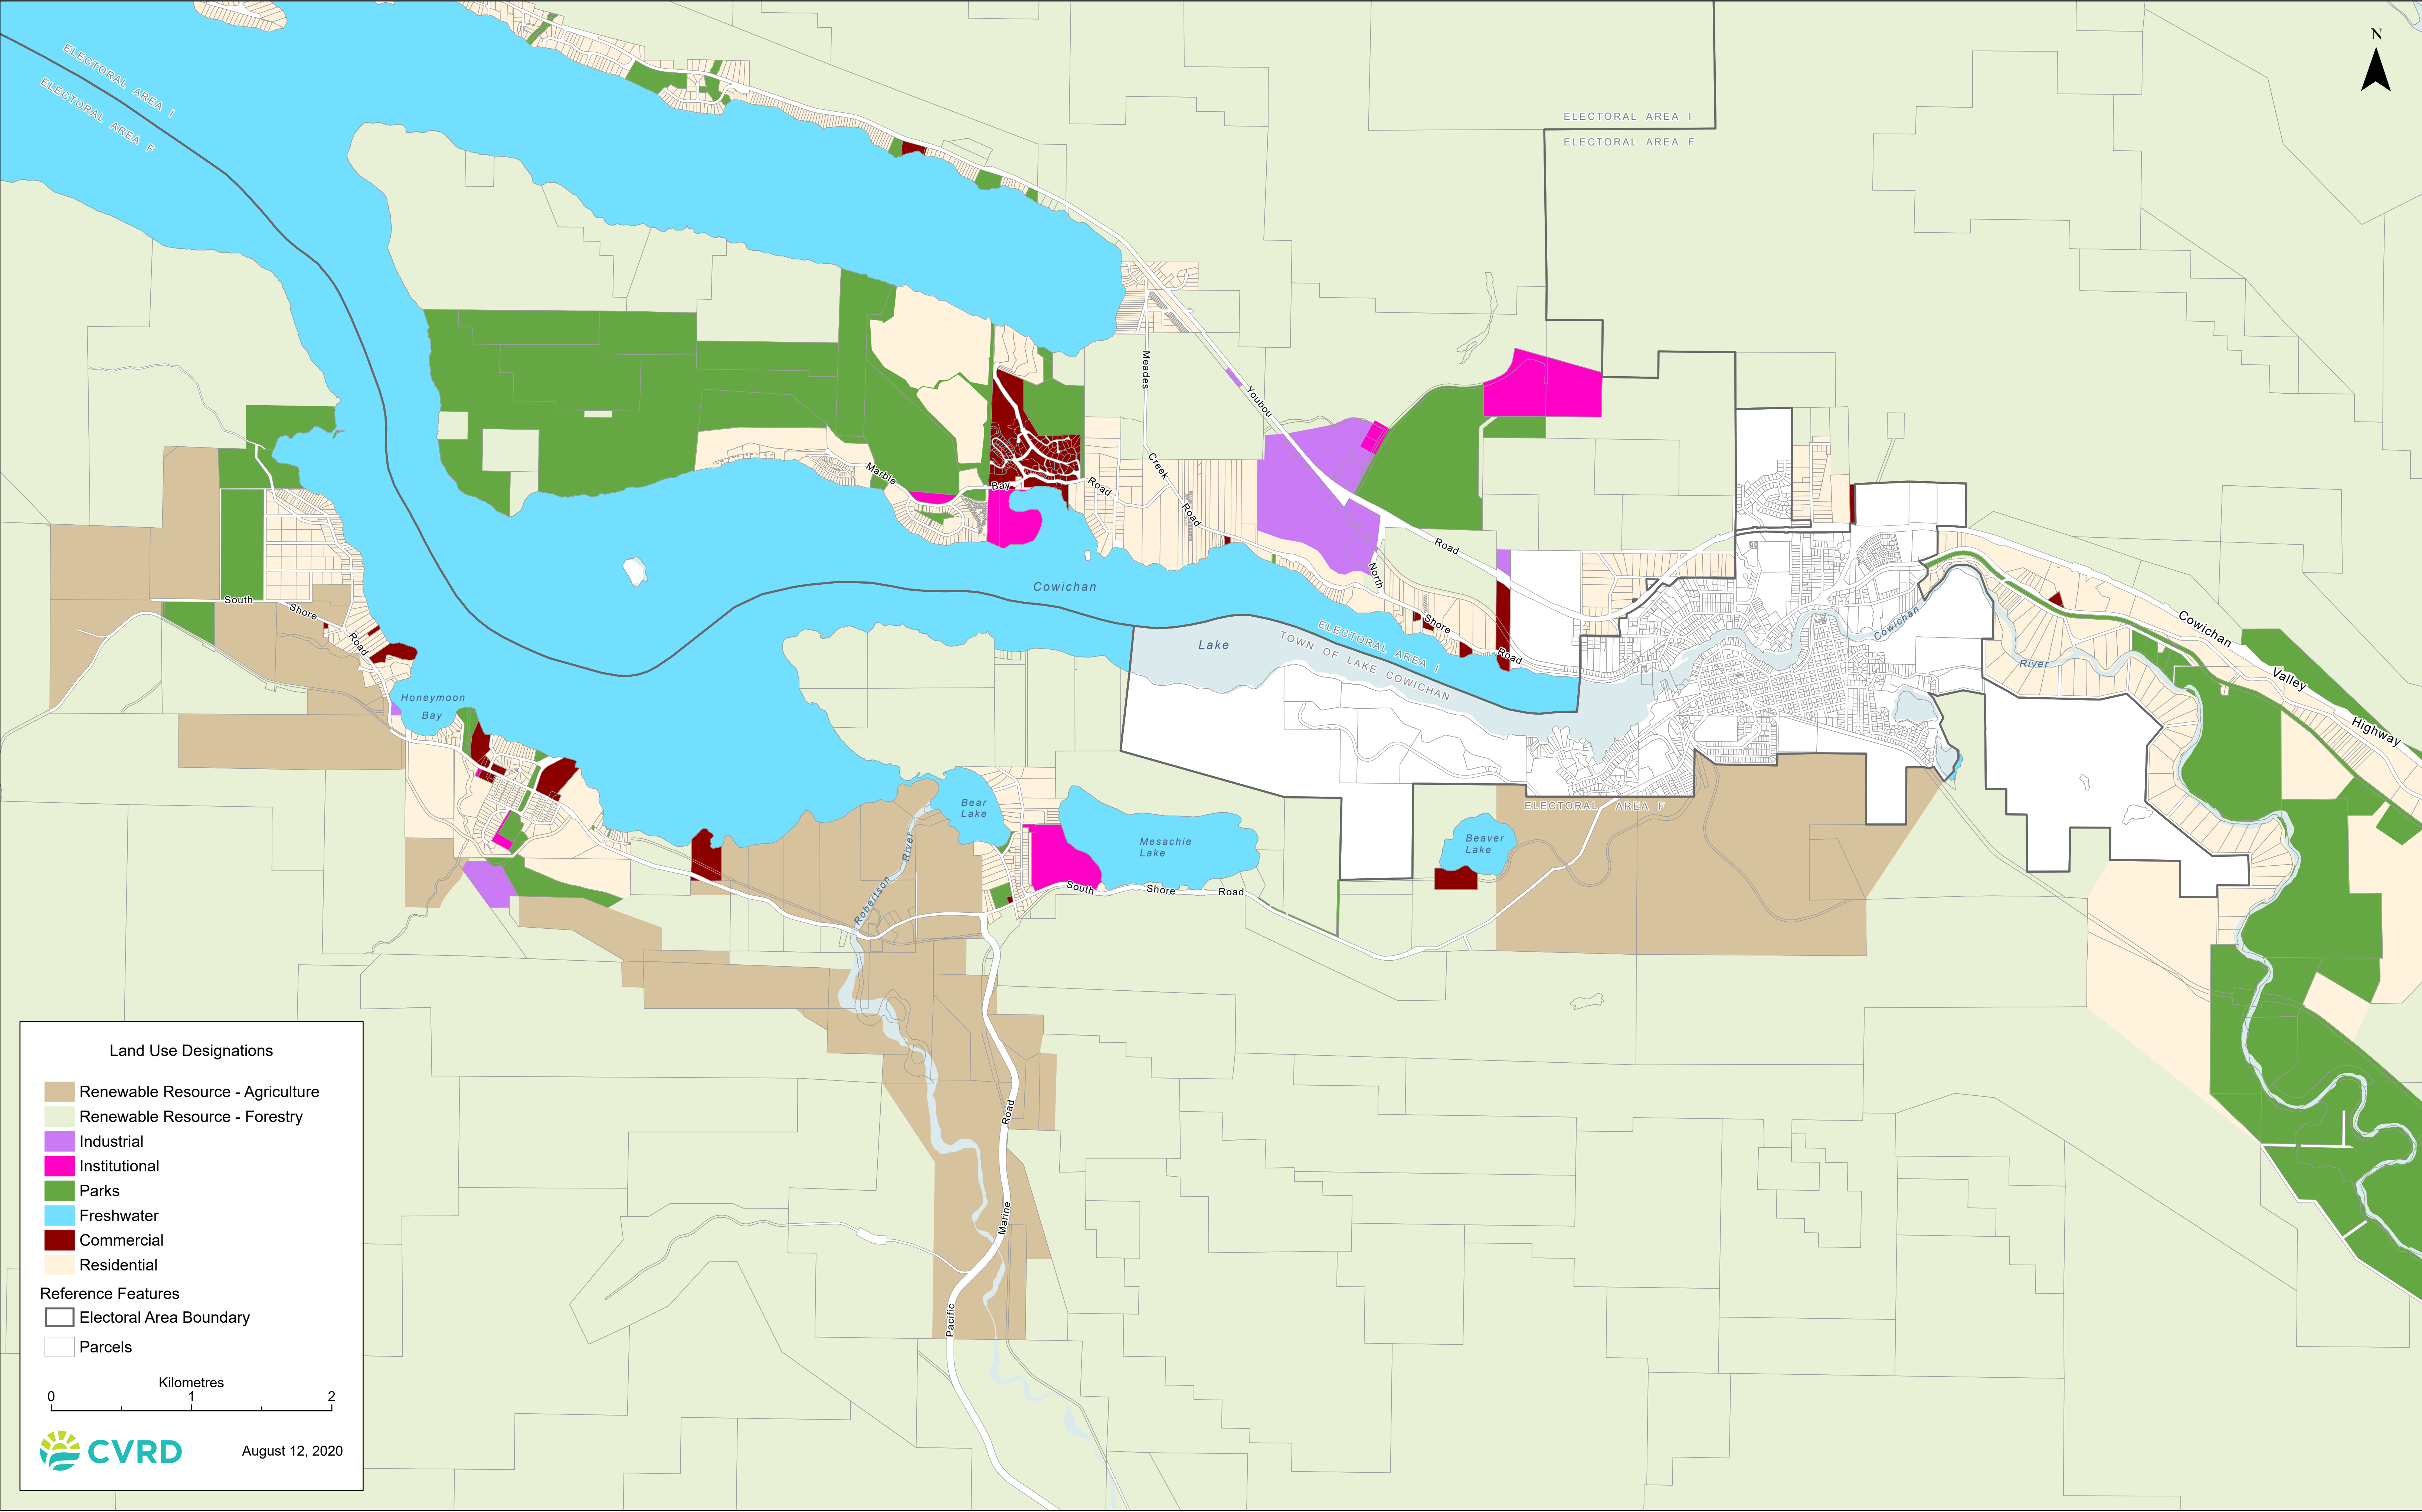 N
ELECTORAL AREA I
ELECTORAL AREA F
ELECTORAL AREA I
ELECTORAL AREA F
Meades
Youbou
Marble
Bay
Road
Creek
Road
Road
North
Shore
Road
Cowichan
Lake
ELECTORAL AREA I
TOWN OF LAKE COWICHAN
Cowichan
River
Cowichan
Valley
Highway
South
Shore
Road
Honeymoon
Bay
Bear
Lake
Mesachie
Lake
Beaver
Lake
ELECTORAL AREA F
Robertson
River
South
Shore
Road
Road
Marine
Pacific
Land Use Designations
Renewable Resource - Agriculture
Renewable Resource - Forestry
Industrial
Institutional
Parks
Freshwater
Commercial
Residential
Reference Features
Electoral Area Boundary
Parcels
Kilometres
0 1 2
CVRD
August 12, 2020